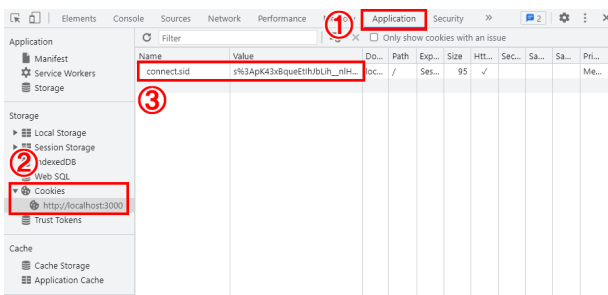 Elements Console Sources Network Performance Application Security » 2
①
Application
Filter
Only show cookies with an issue
Manifest
Service Workers
Storage
Name Value Do... Path Exp... Size Htt... Sec... Sa... Sa... Pri...
connect.sid s%3ApK43xBqueEtIhJbLih__nlH... loc... / Ses... 95 ✓ Me...
③
Storage
Local Storage
Session Storage
②
IndexedDB
Web SQL
Cookies
http://localhost:3000
Trust Tokens
Cache
Cache Storage
Application Cache